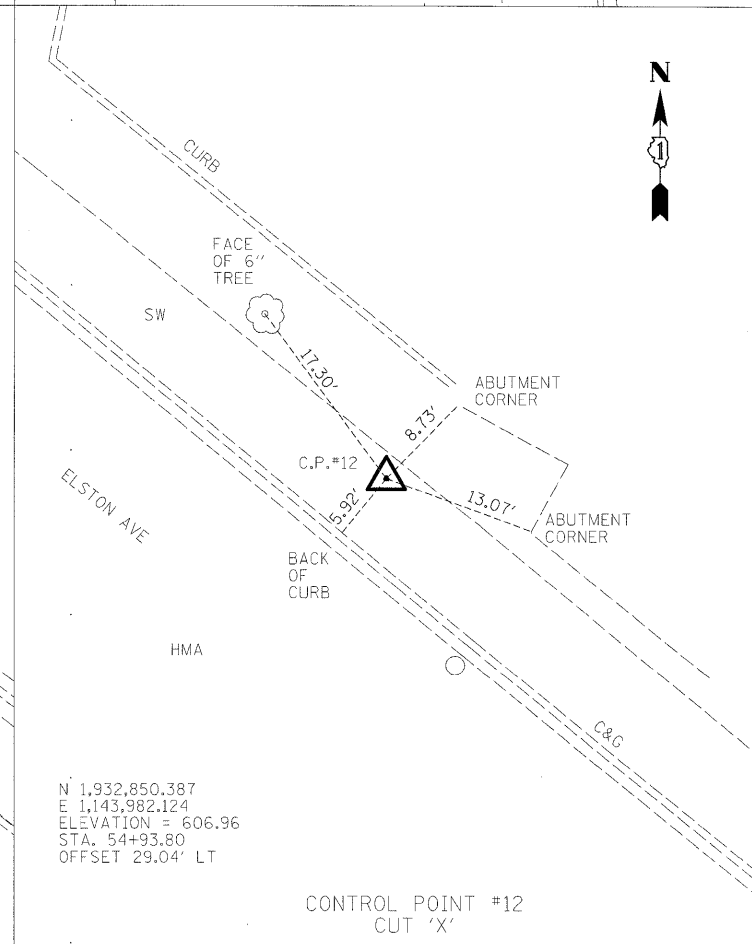 N
1
CURB
FACE
OF 6"
TREE
SW
17.30'
ABUTMENT
CORNER
8.73'
C.P.#12
13.07'
5.92'
ABUTMENT
CORNER
ELSTON AVE
BACK
OF
CURB
HMA
C&G
N 1,932,850.387
E 1,143,982.124
ELEVATION = 606.96
STA. 54+93.80
OFFSET 29.04' LT
CONTROL POINT #12
CUT 'X'